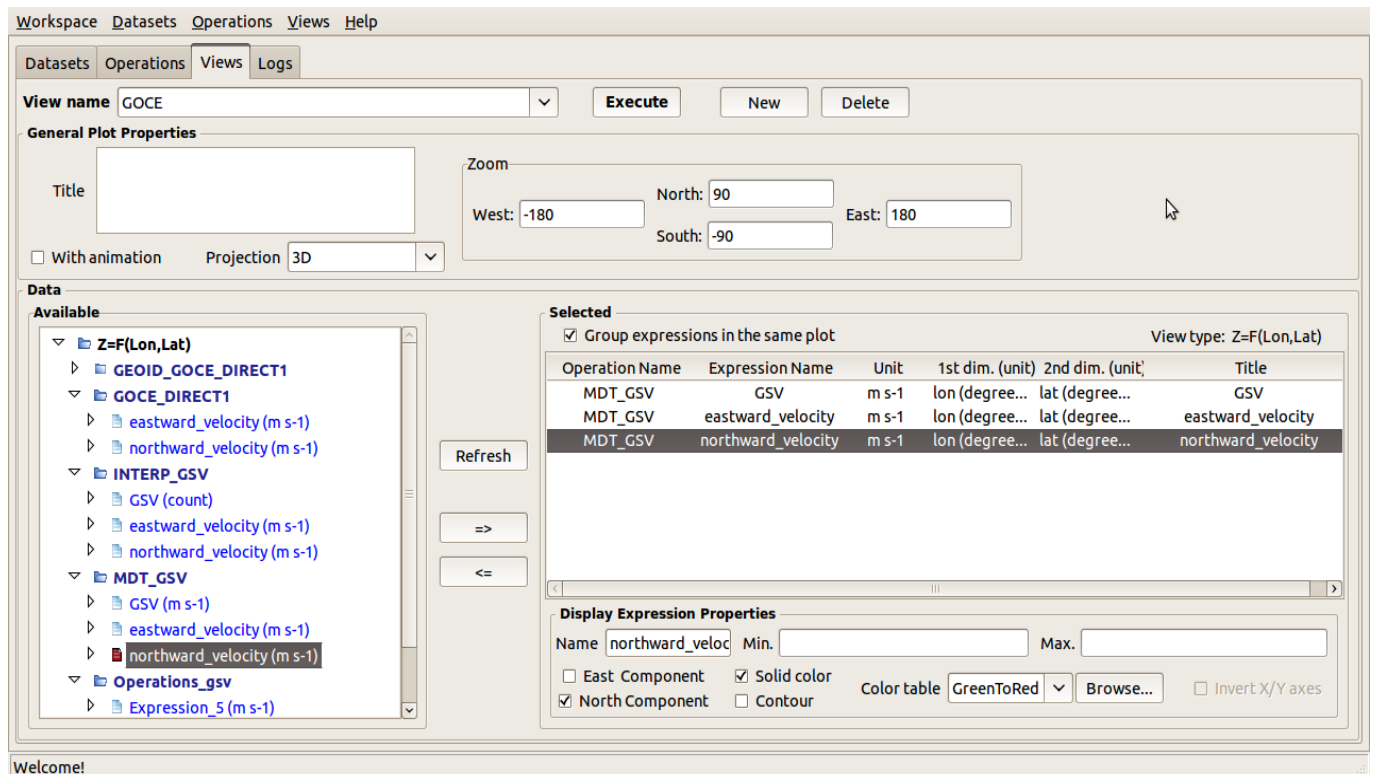 Workspace Datasets Operations Views Help
Datasets Operations Views Logs
View name GOCE Execute New Delete
General Plot Properties
Title
Zoom
West: -180
North: 90
South: -90
East: 180
With animation Projection 3D
Data
Available
Z=F(Lon,Lat)
GEOID_GOCE_DIRECT1
GOCE_DIRECT1
eastward_velocity (m s-1)
northward_velocity (m s-1)
INTERP_GSV
GSV (count)
eastward_velocity (m s-1)
northward_velocity (m s-1)
MDT_GSV
GSV (m s-1)
eastward_velocity (m s-1)
northward_velocity (m s-1)
Operations_gsv
Expression_5 (m s-1)
Refresh
=>
<=
Selected
Group expressions in the same plot View type: Z=F(Lon,Lat)
Operation Name Expression Name Unit 1st dim. (unit) 2nd dim. (unit) Title
MDT_GSV GSV m s-1 lon (degree... lat (degree... GSV
MDT_GSV eastward_velocity m s-1 lon (degree... lat (degree... eastward_velocity
MDT_GSV northward_velocity m s-1 lon (degree... lat (degree... northward_velocity
Display Expression Properties
Name northward_veloc Min. Max.
East Component Solid color
North Component Contour
Color table GreenToRed Browse... Invert X/Y axes
Welcome!